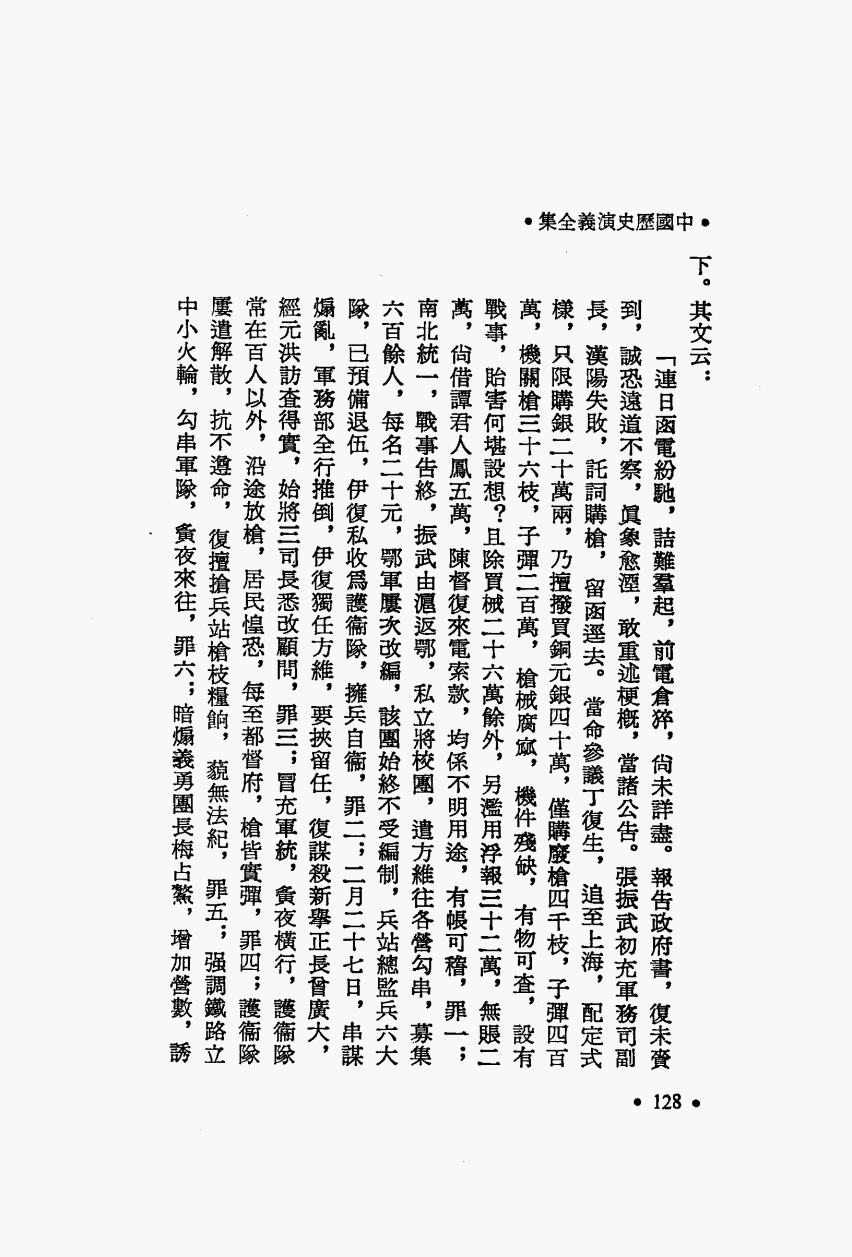 •中國歷史演義全集•
下。其文云：
「連日函電紛馳，詰難羣起，前電倉猝，尙未詳盡。報告政府書，復未賫
到，誠恐遠道不察，眞象愈湮，敢重述梗概，當諸公告。張振武初充軍務司副
長，漢陽失敗，託詞購槍，留函逕去。當命參議丁復生，追至上海，配定式
樣，只限購銀二十萬兩，乃擅撥買銅元銀四十萬，僅購廢槍四千枝，子彈四百
萬，機關槍三十六枝，子彈二百萬，槍械腐窳，機件殘缺，有物可查，設有
戰事，貽害何堪設想？且除買械二十六萬餘外，另濫用浮報三十二萬，無賬二
萬，尙借譚君人鳳五萬，陳督復來電索款，均係不明用途，有帳可稽，罪一；
南北統一，戰事告終，振武由滬返鄂，私立將校團，遣方維往各營勾串，募集
六百餘人，每名二十元，鄂軍屢次改編，該團始終不受編制，兵站總監兵六大
隊，已預備退伍，伊復私收爲護衞隊，擁兵自衞，罪二；二月二十七日，串謀
煽亂，軍務部全行推倒，伊復獨任方維，要挾留任，復謀殺新舉正長曾廣大，
經元洪訪查得實，始將三司長悉改顧問，罪三；冒充軍統，夤夜橫行，護衞隊
常在百人以外，沿途放槍，居民惶恐，每至都督府，槍皆實彈，罪四；護衞隊
屢遣解散，抗不遵命，復擅搶兵站槍枝糧餉，藐無法紀，罪五；强調鐵路立
中小火輪，勾串軍隊，夤夜來往，罪六；暗煽義勇團長梅占鰲，增加營數，誘
•128•